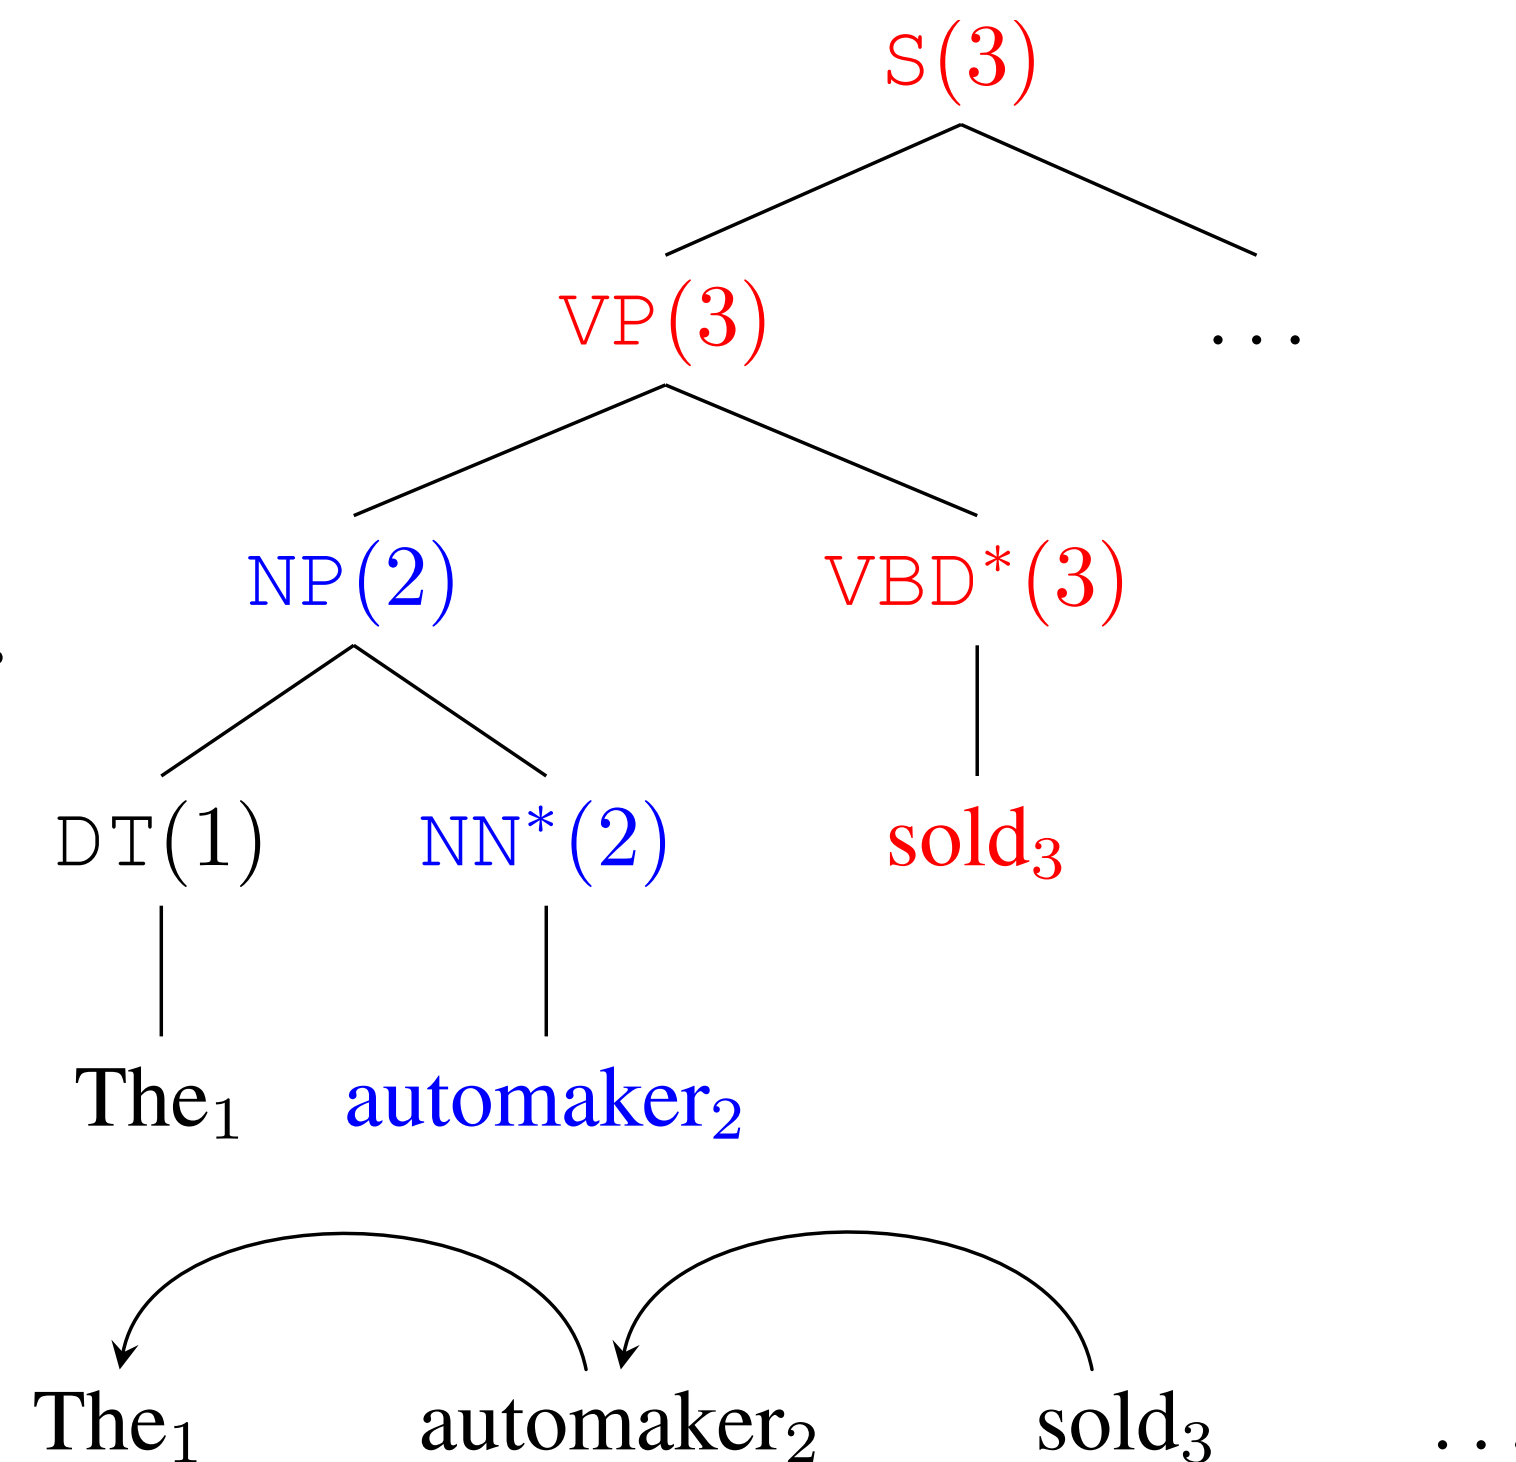 S(3)
VP(3) ...
NP(2) VBD*(3)
DT(1) NN*(2) sold₃
The₁ automaker₂
The₁ automaker₂ sold₃ ...